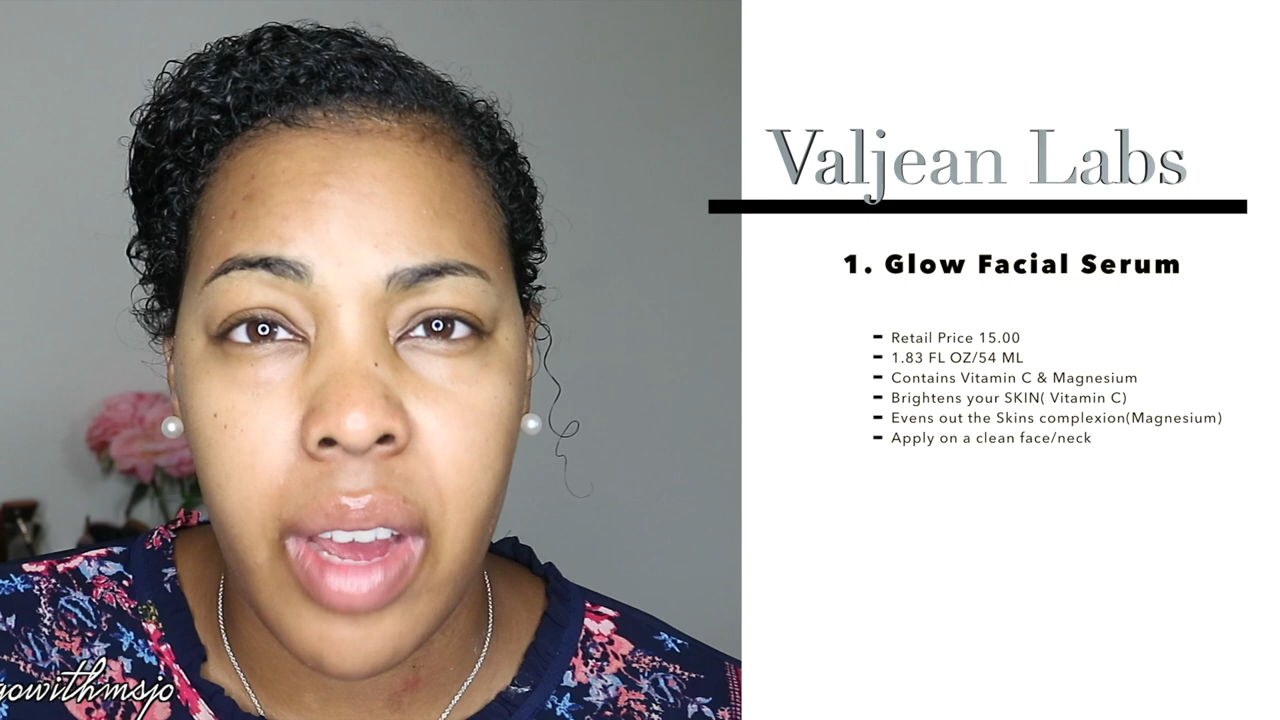 Valjean Labs
1. Glow Facial Serum
- Retail Price 15.00
- 1.83 FL OZ/54 ML
- Contains Vitamin C & Magnesium
- Brightens your SKIN( Vitamin C)
- Evens out the Skins complexion(Magnesium)
- Apply on a clean face/neck
gowithmsjo